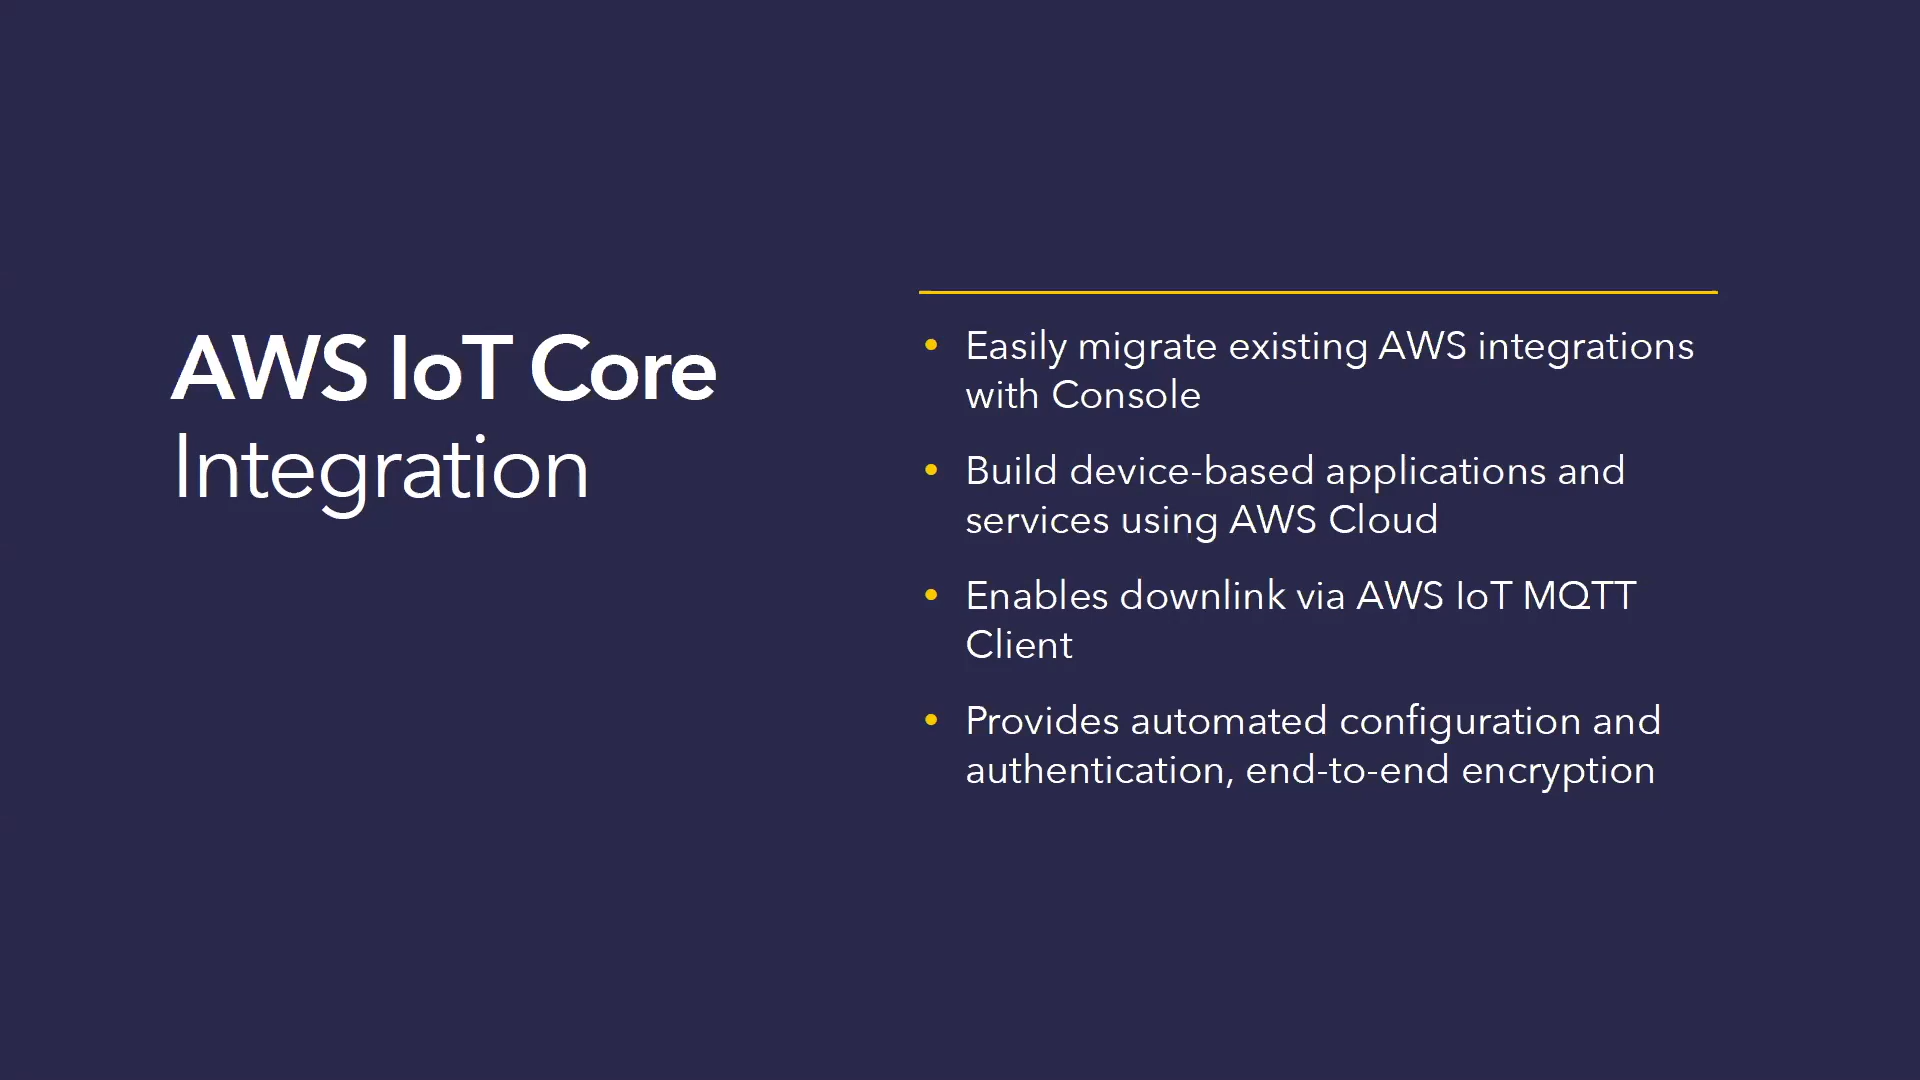 AWS IoT Core
Integration
• Easily migrate existing AWS integrations
with Console
• Build device-based applications and
services using AWS Cloud
• Enables downlink via AWS IoT MQTT
Client
• Provides automated configuration and
authentication, end-to-end encryption